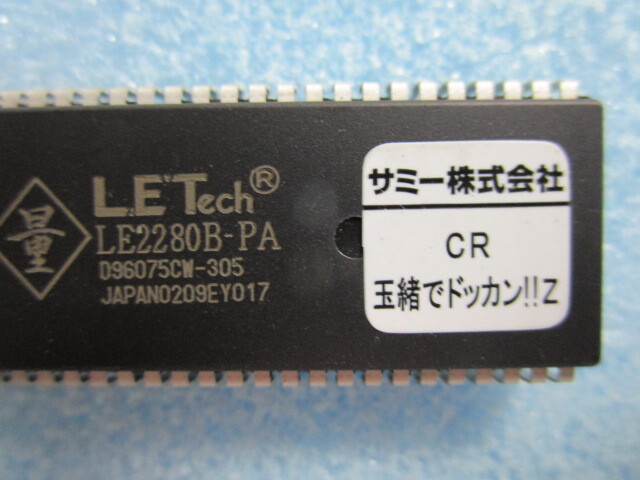 量
LETech®
LE2280B-PA
D96075CW-305
JAPAN0209EY017
サミー株式会社
CR
玉緒でドッカン!!Z